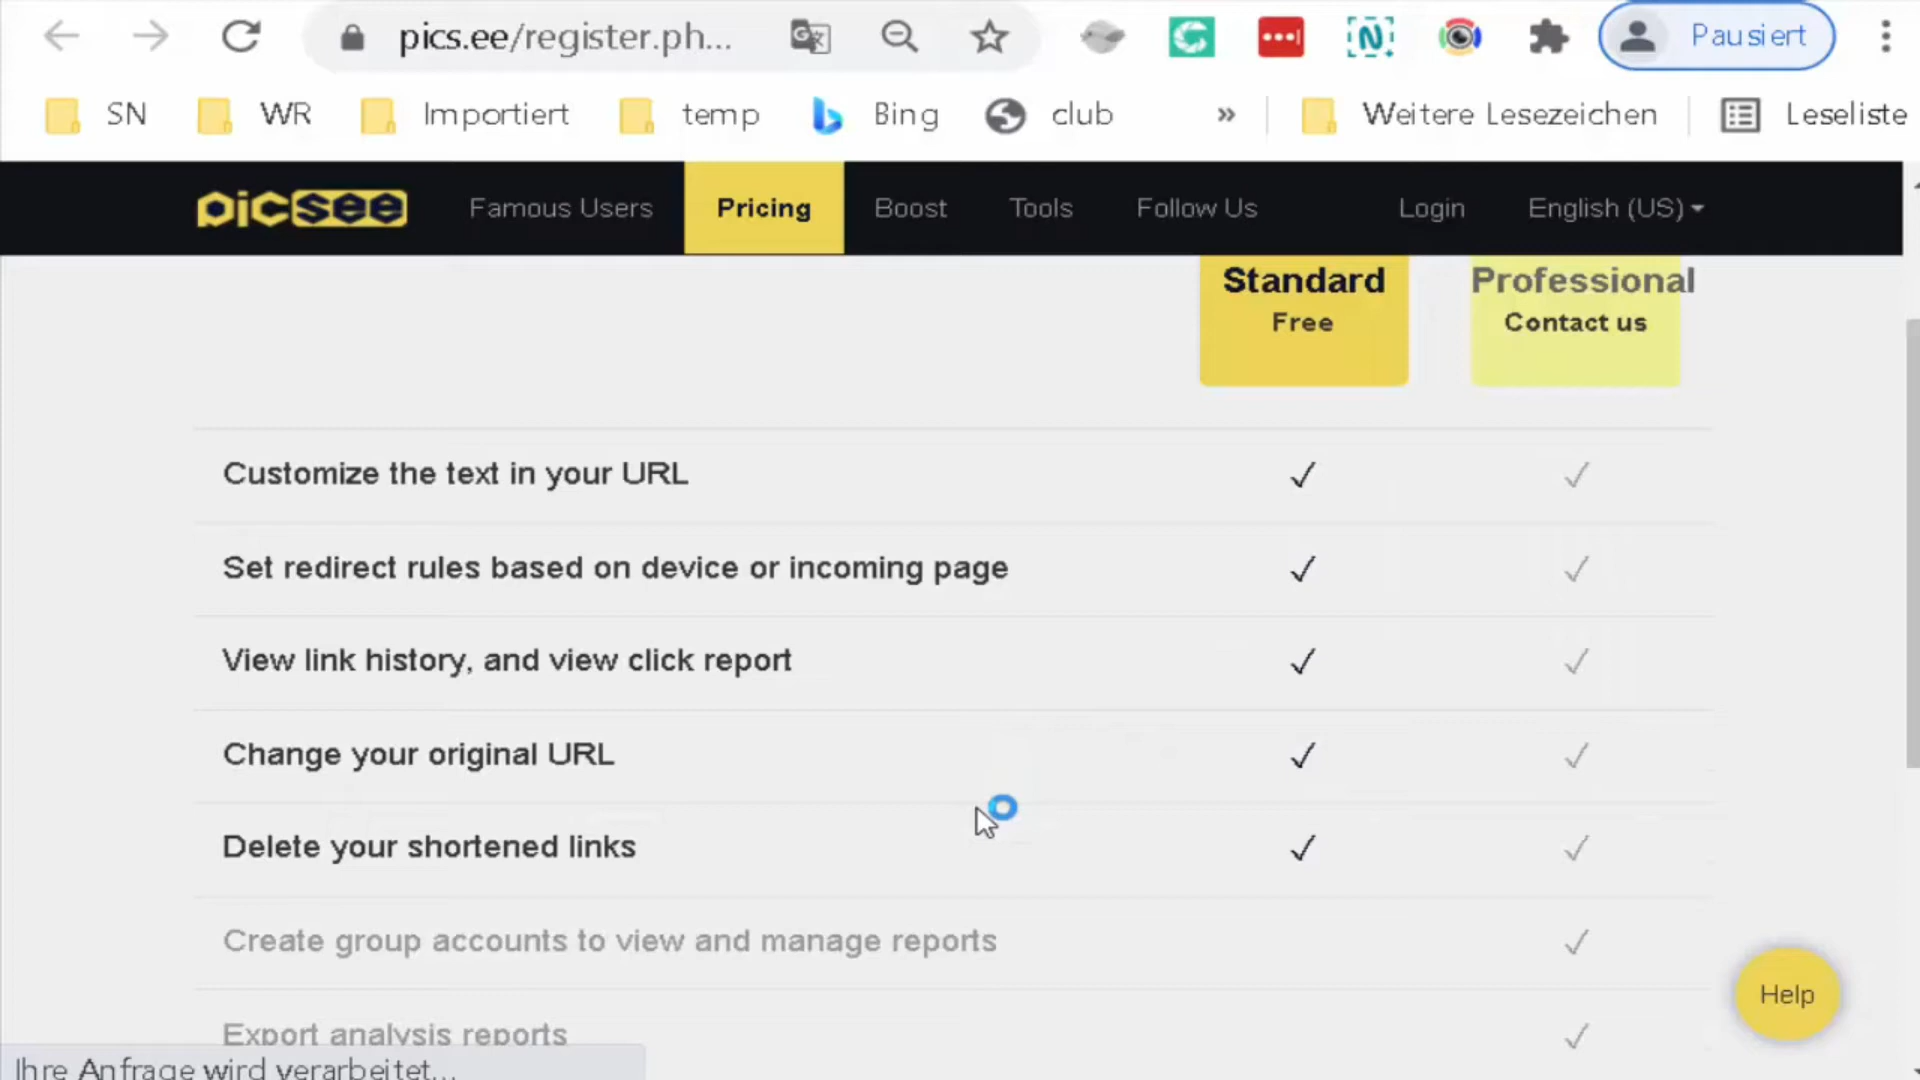 pics.ee/register.ph...
Pausiert
SN WR Importiert temp Bing club » Weitere Lesezeichen Leseliste
picsee Famous Users Pricing Boost Tools Follow Us Login English (US)
Standard Professional
Free Contact us
Customize the text in your URL ✓ ✓
Set redirect rules based on device or incoming page ✓ ✓
View link history, and view click report ✓ ✓
Change your original URL ✓ ✓
Delete your shortened links ✓ ✓
Create group accounts to view and manage reports ✓
Help
Export analysis reports ✓
Ihre Anfrage wird verarbeitet...